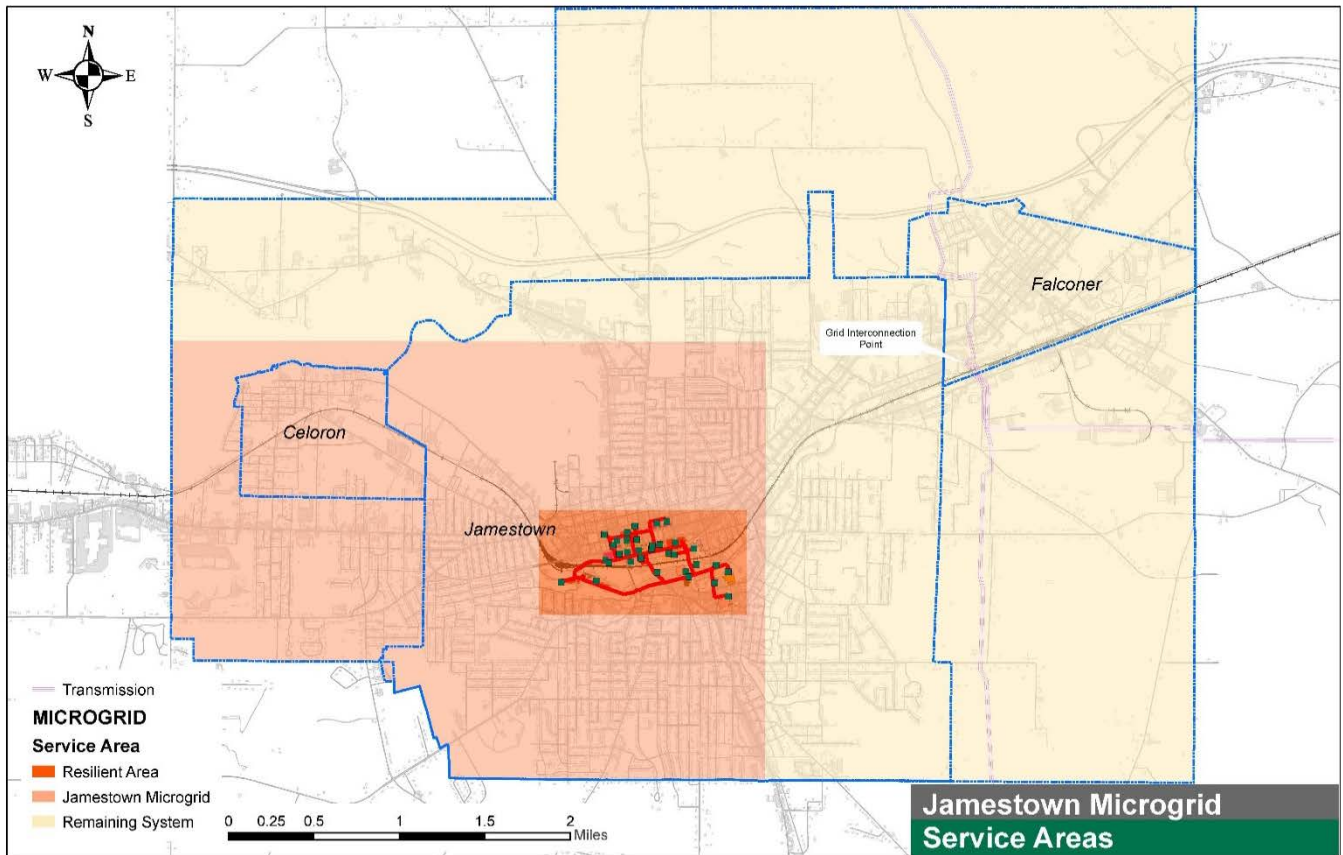 N
W E
S
Falconer
Grid Interconnection
Point
Celoron
Jamestown
Transmission
MICROGRID
Service Area
Resilient Area
Jamestown Microgrid
Remaining System
0 0.25 0.5 1 1.5 2
Miles
Jamestown Microgrid
Service Areas